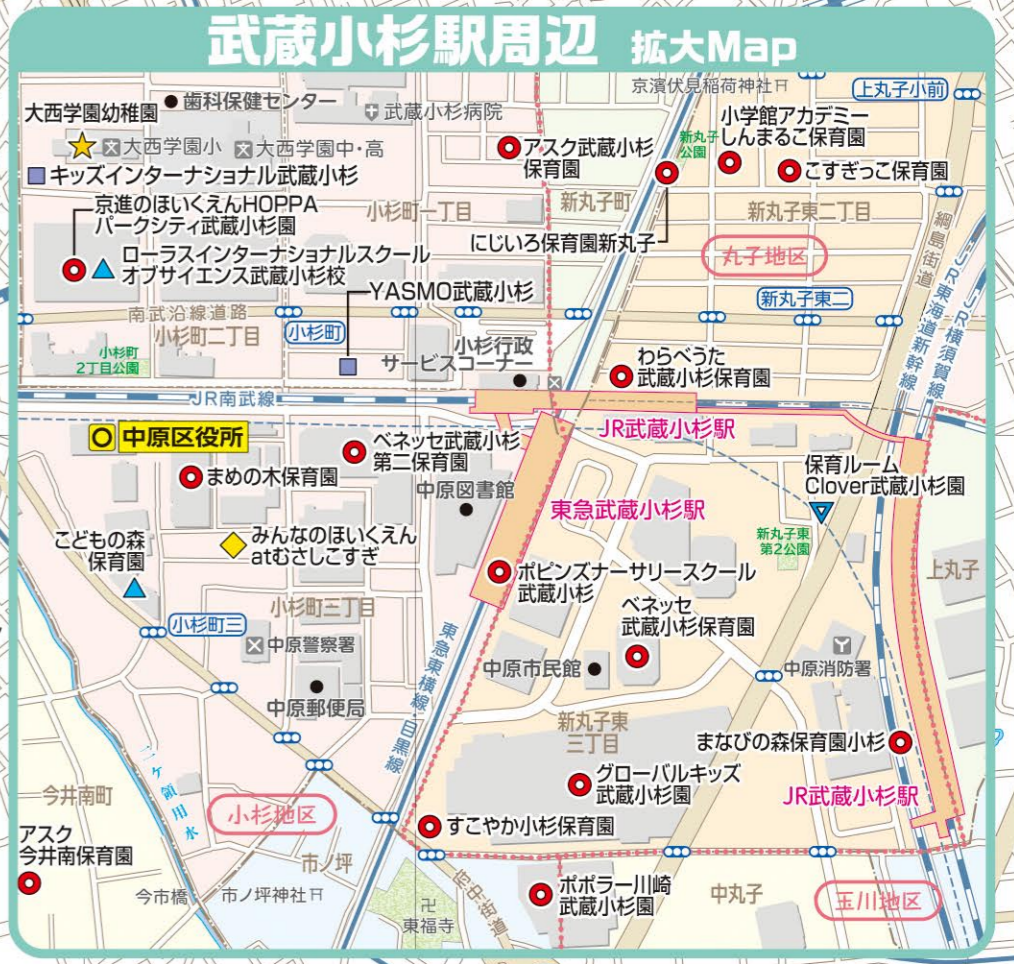 武蔵小杉駅周辺 拡大Map
京濱伏見稲荷神社
上丸子小前
大西学園幼稚園
歯科保健センター
武蔵小杉病院
大西学園小
文
大西学園中・高
文
アスク武蔵小杉
保育園
新丸子
公園
小学館アカデミー
しんまるこ保育園
こすぎっこ保育園
キッズインターナショナル武蔵小杉
京進のほいくえんHOPPA
パークシティ武蔵小杉園
小杉町一丁目
新丸子町
新丸子東二丁目
にじいろ保育園新丸子
丸子地区
綱島街道
ローラスインターナショナルスクール
オブサイエンス武蔵小杉校
YASMO武蔵小杉
新丸子東二
JR東海道新幹線
JR横須賀線
南武沿線道路
小杉町二丁目
小杉町
小杉町
2丁目公園
小杉行政
サービスコーナー
わらべうた
武蔵小杉保育園
JR南武線
JR武蔵小杉駅
中原区役所
ベネッセ武蔵小杉
第二保育園
まめの木保育園
中原図書館
保育ルーム
Clover武蔵小杉園
東急武蔵小杉駅
新丸子東
第2公園
こどもの森
保育園
みんなのほいくえん
atむさしこすぎ
ポピンズナーサリースクール
武蔵小杉
上丸子
小杉町三丁目
小杉町三
ベネッセ
武蔵小杉保育園
中原警察署
中原市民館
中原消防署
中原郵便局
東急東横線・目黒線
新丸子東
三丁目
まなびの森保育園小杉
グローバルキッズ
武蔵小杉園
JR武蔵小杉駅
二ケ領用水
今井南町
小杉地区
すこやか小杉保育園
アスク
今井南保育園
市ノ坪
今市橋
市ノ坪神社
卍
東福寺
府中街道
ポポラー川崎
武蔵小杉園
中丸子
玉川地区